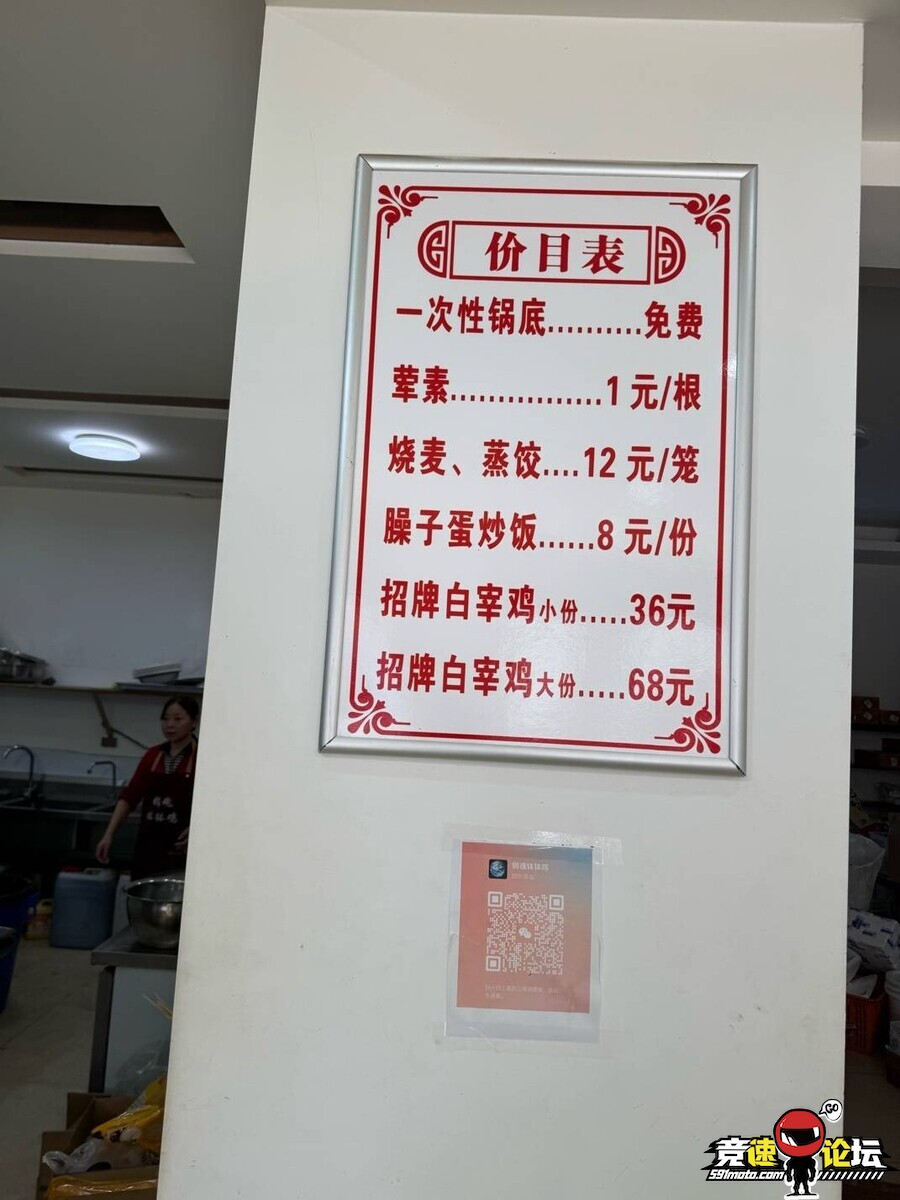 价目表
一次性锅底..........免费
荤素................1元/根
烧麦、蒸饺....12元/笼
臊子蛋炒饭......8元/份
招牌白宰鸡小份.....36元
招牌白宰鸡大份.....68元
GO
竞速论坛
591moto.com